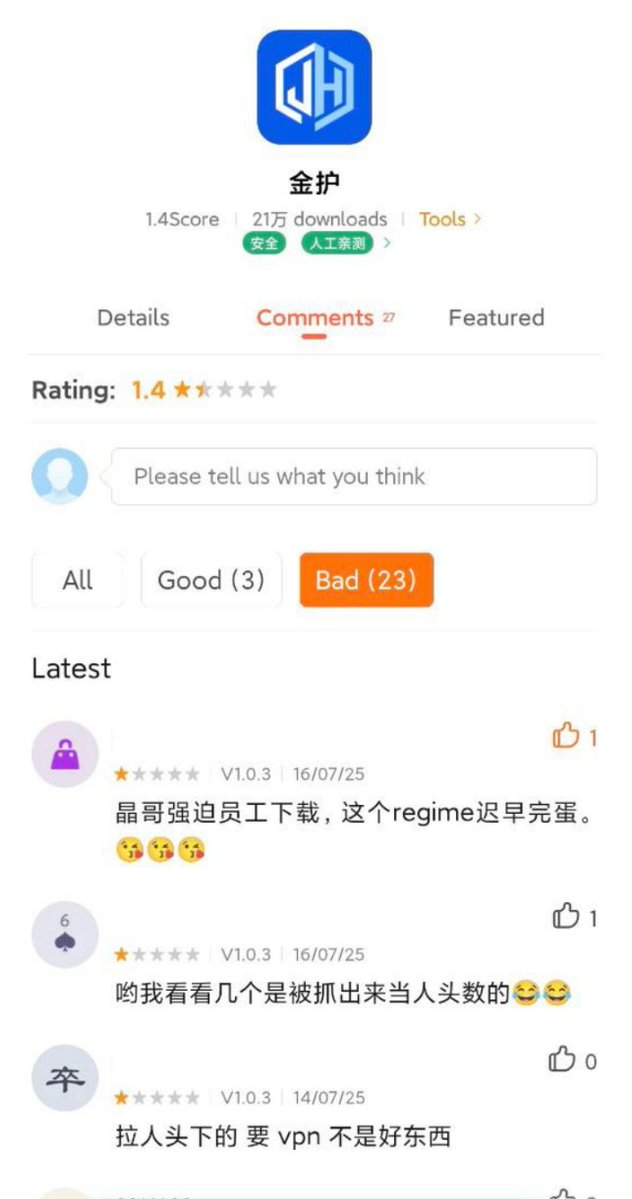 JH
金护
1.4Score | 21万 downloads | Tools >
安全 人工亲测 >
Details Comments 27 Featured
Rating: 1.4
Please tell us what you think
All Good (3) Bad (23)
Latest
1
V1.0.3 | 16/07/25
晶哥强迫员工下载，这个regime迟早完蛋。
😘😘😘
6
1
V1.0.3 | 16/07/25
哟我看看几个是被抓出来当人头数的😂😂
卒
0
V1.0.3 | 14/07/25
拉人头下的 要 vpn 不是好东西